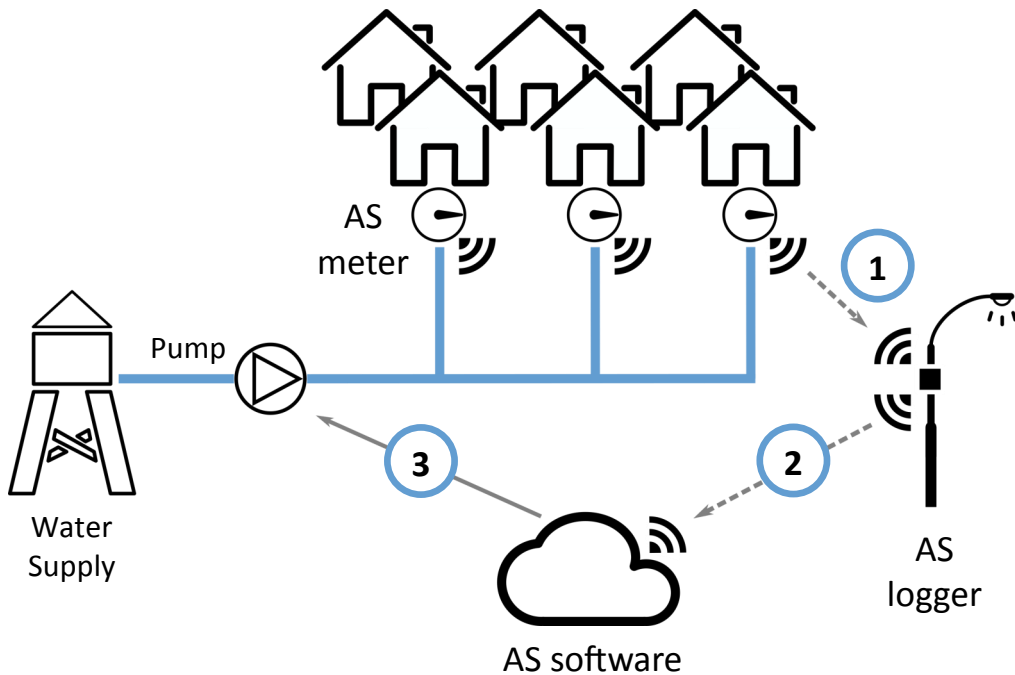 AS
meter
1
Pump
3
2
Water
Supply
AS
logger
AS software